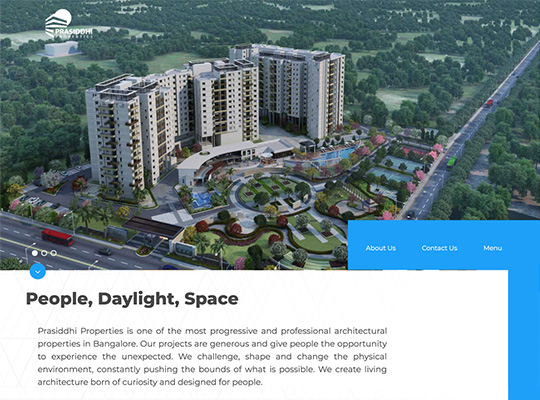 PRASIDDHI
PROPERTIES
About Us Contact Us Menu
People, Daylight, Space
Prasiddhi Properties is one of the most progressive and professional architectural
properties in Bangalore. Our projects are generous and give people the opportunity
to experience the unexpected. We challenge, shape and change the physical
environment, constantly pushing the bounds of what is possible. We create living
architecture born of curiosity and designed for people.